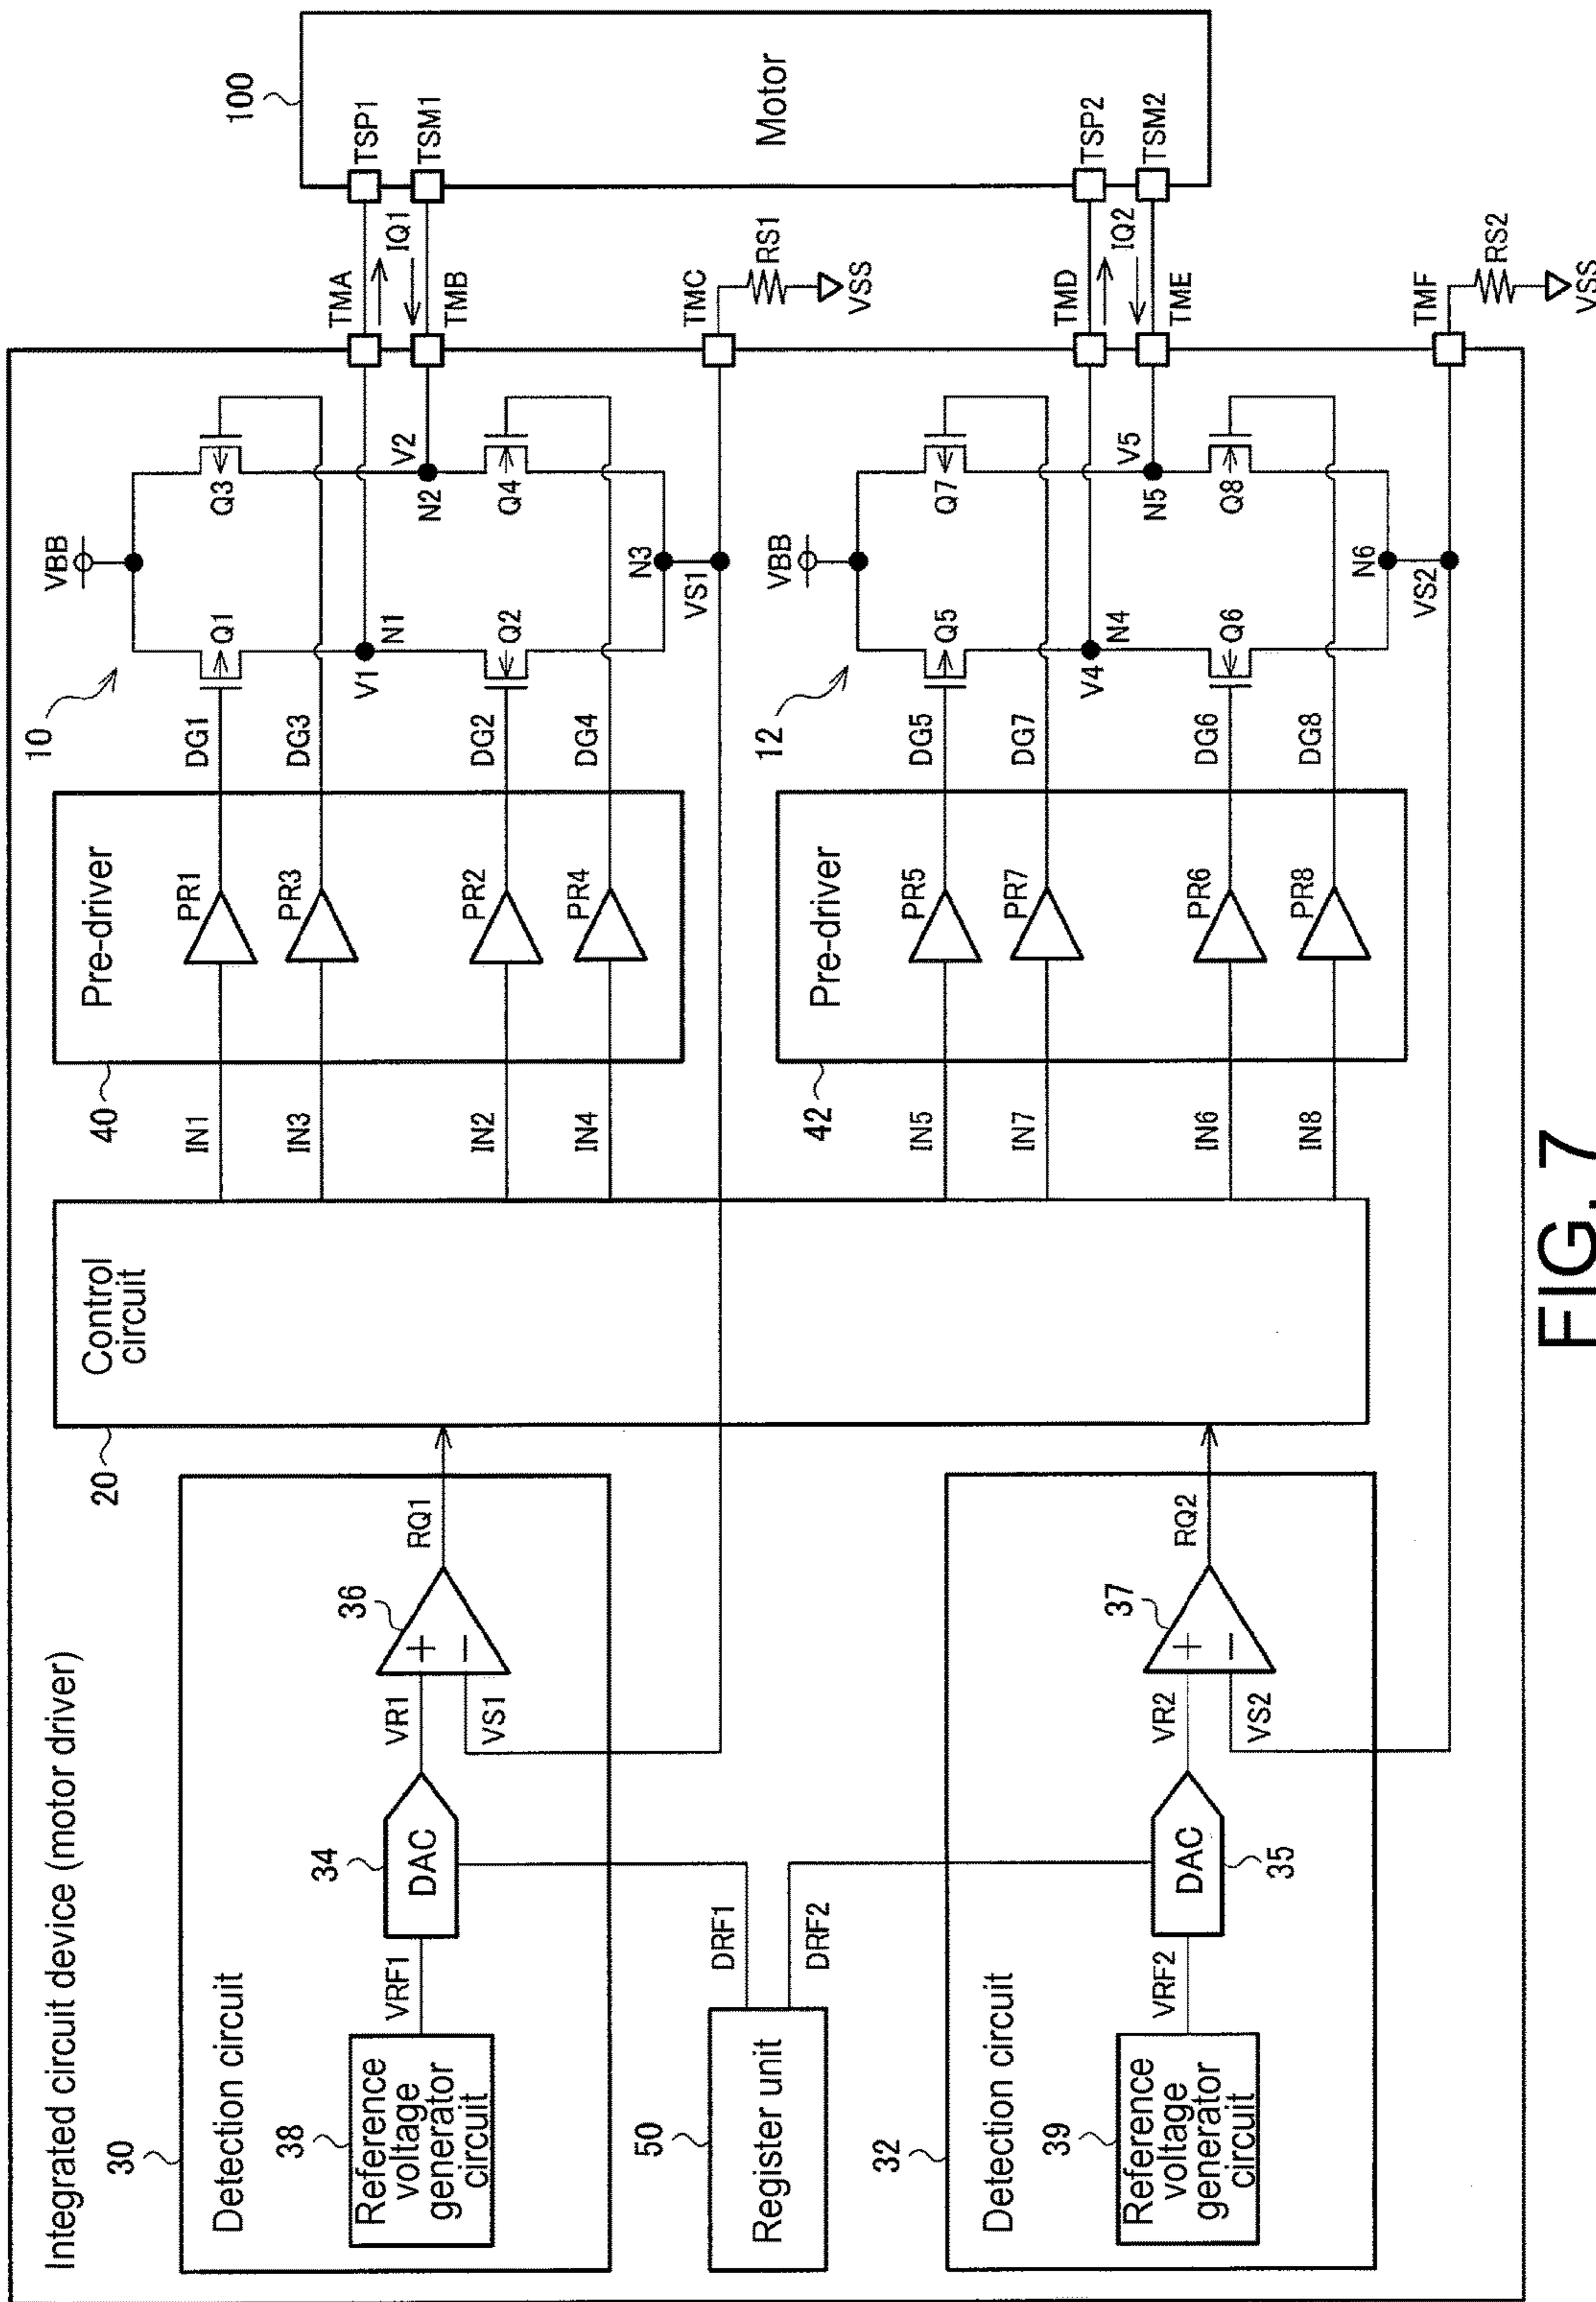 Integrated circuit device (motor driver)
30
Detection circuit
38
Reference
voltage
generator
circuit
VRF1
34
DAC
VR1
VS1
36
+
−
RQ1
50
Register unit
DRF1
DRF2
32
Detection circuit
39
Reference
voltage
generator
circuit
VRF2
DAC
35
VR2
VS2
37
+
−
RQ2
20
Control
circuit
IN1
IN3
IN2
IN4
IN5
IN7
IN6
IN8
40
Pre-driver
PR1
PR3
PR2
PR4
42
Pre-driver
PR5
PR7
PR6
PR8
10
DG1
DG3
DG2
DG4
VBB
Q1
Q3
V1
N1
V2
N2
Q2
Q4
N3
VS1
12
DG5
DG7
DG6
DG8
VBB
Q5
Q7
V4
N4
V5
N5
Q6
Q8
N6
VS2
TMA
IQ1
TMB
TMC
RS1
VSS
TMD
IQ2
TME
TMF
RS2
VSS
100
TSP1
TSM1
Motor
TSP2
TSM2
FIG. 7